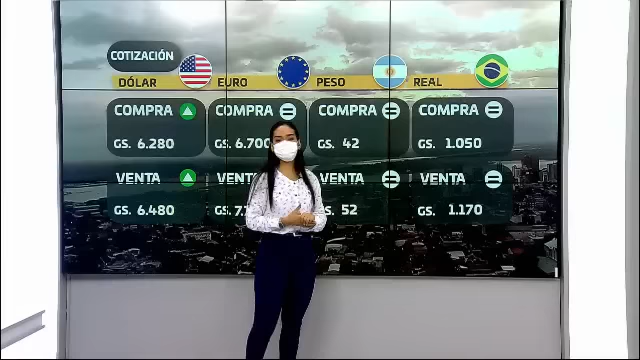 COTIZACIÓN
DÓLAR EURO PESO REAL
COMPRA COMPRA COMPRA COMPRA
GS. 6.280 GS. 6.700 GS. 42 GS. 1.050
VENTA VENTA VENTA VENTA
GS. 6.480 GS. 52 GS. 1.170